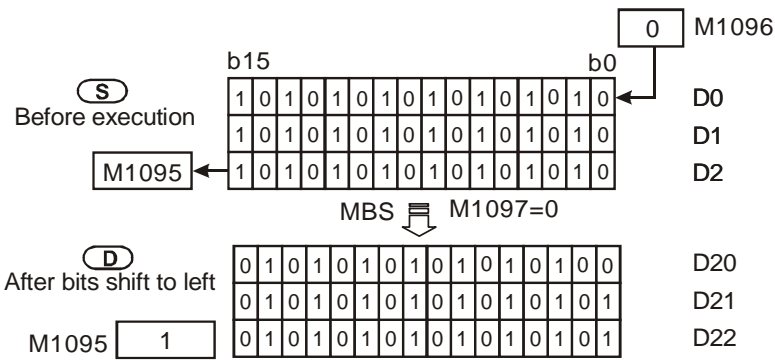 0 M1096
b15 b0
S
Before execution
1 0 1 0 1 0 1 0 1 0 1 0 1 0 1 0 D0
1 0 1 0 1 0 1 0 1 0 1 0 1 0 1 0 D1
M1095 1 0 1 0 1 0 1 0 1 0 1 0 1 0 1 0 D2
MBS M1097=0
D
After bits shift to left
0 1 0 1 0 1 0 1 0 1 0 1 0 1 0 0 D20
0 1 0 1 0 1 0 1 0 1 0 1 0 1 0 1 D21
M1095 1 0 1 0 1 0 1 0 1 0 1 0 1 0 1 0 1 D22